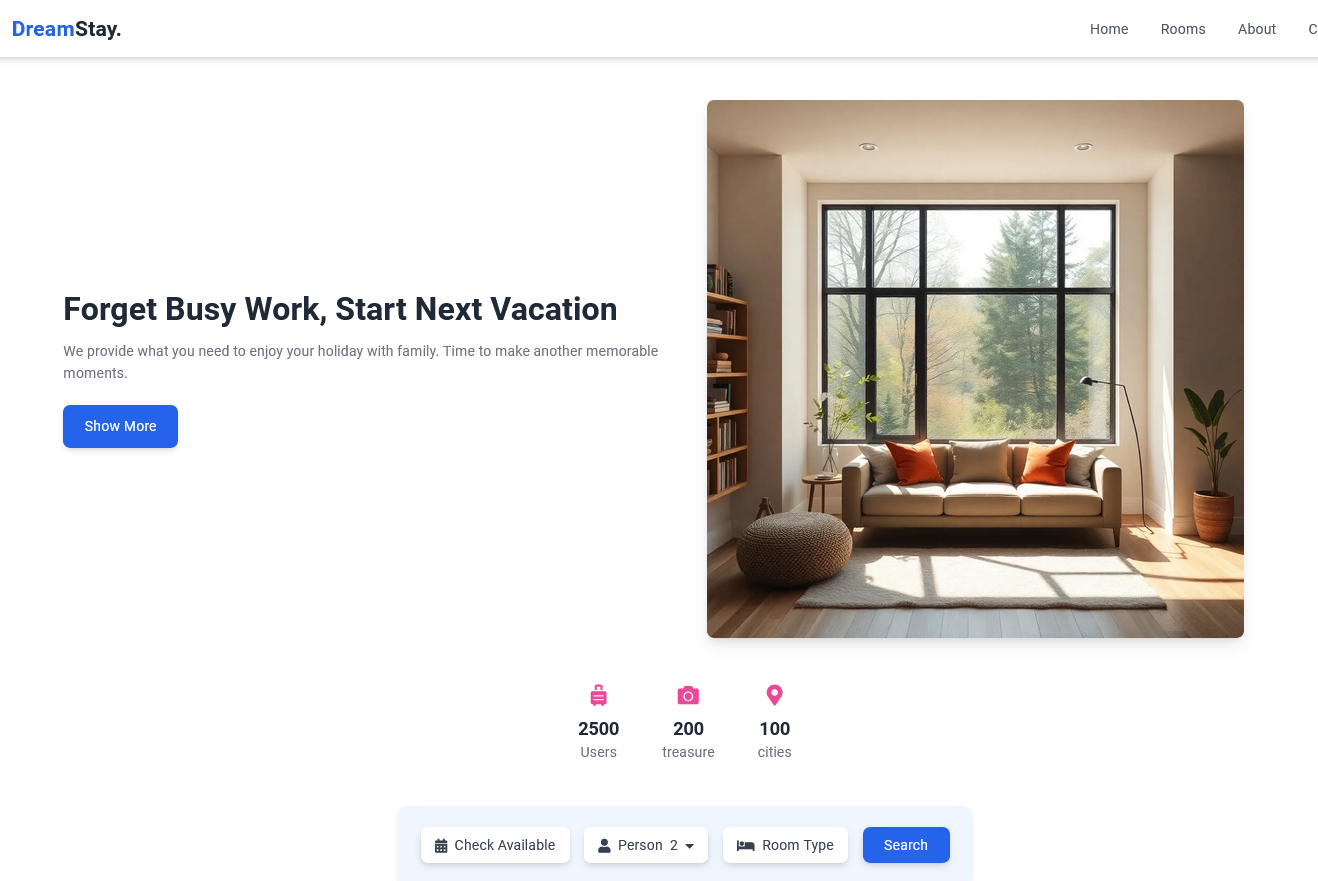 DreamStay.
Home Rooms About C
Forget Busy Work, Start Next Vacation
We provide what you need to enjoy your holiday with family. Time to make another memorable
moments.
Show More
2500 200 100
Users treasure cities
Check Available Person 2 Room Type Search